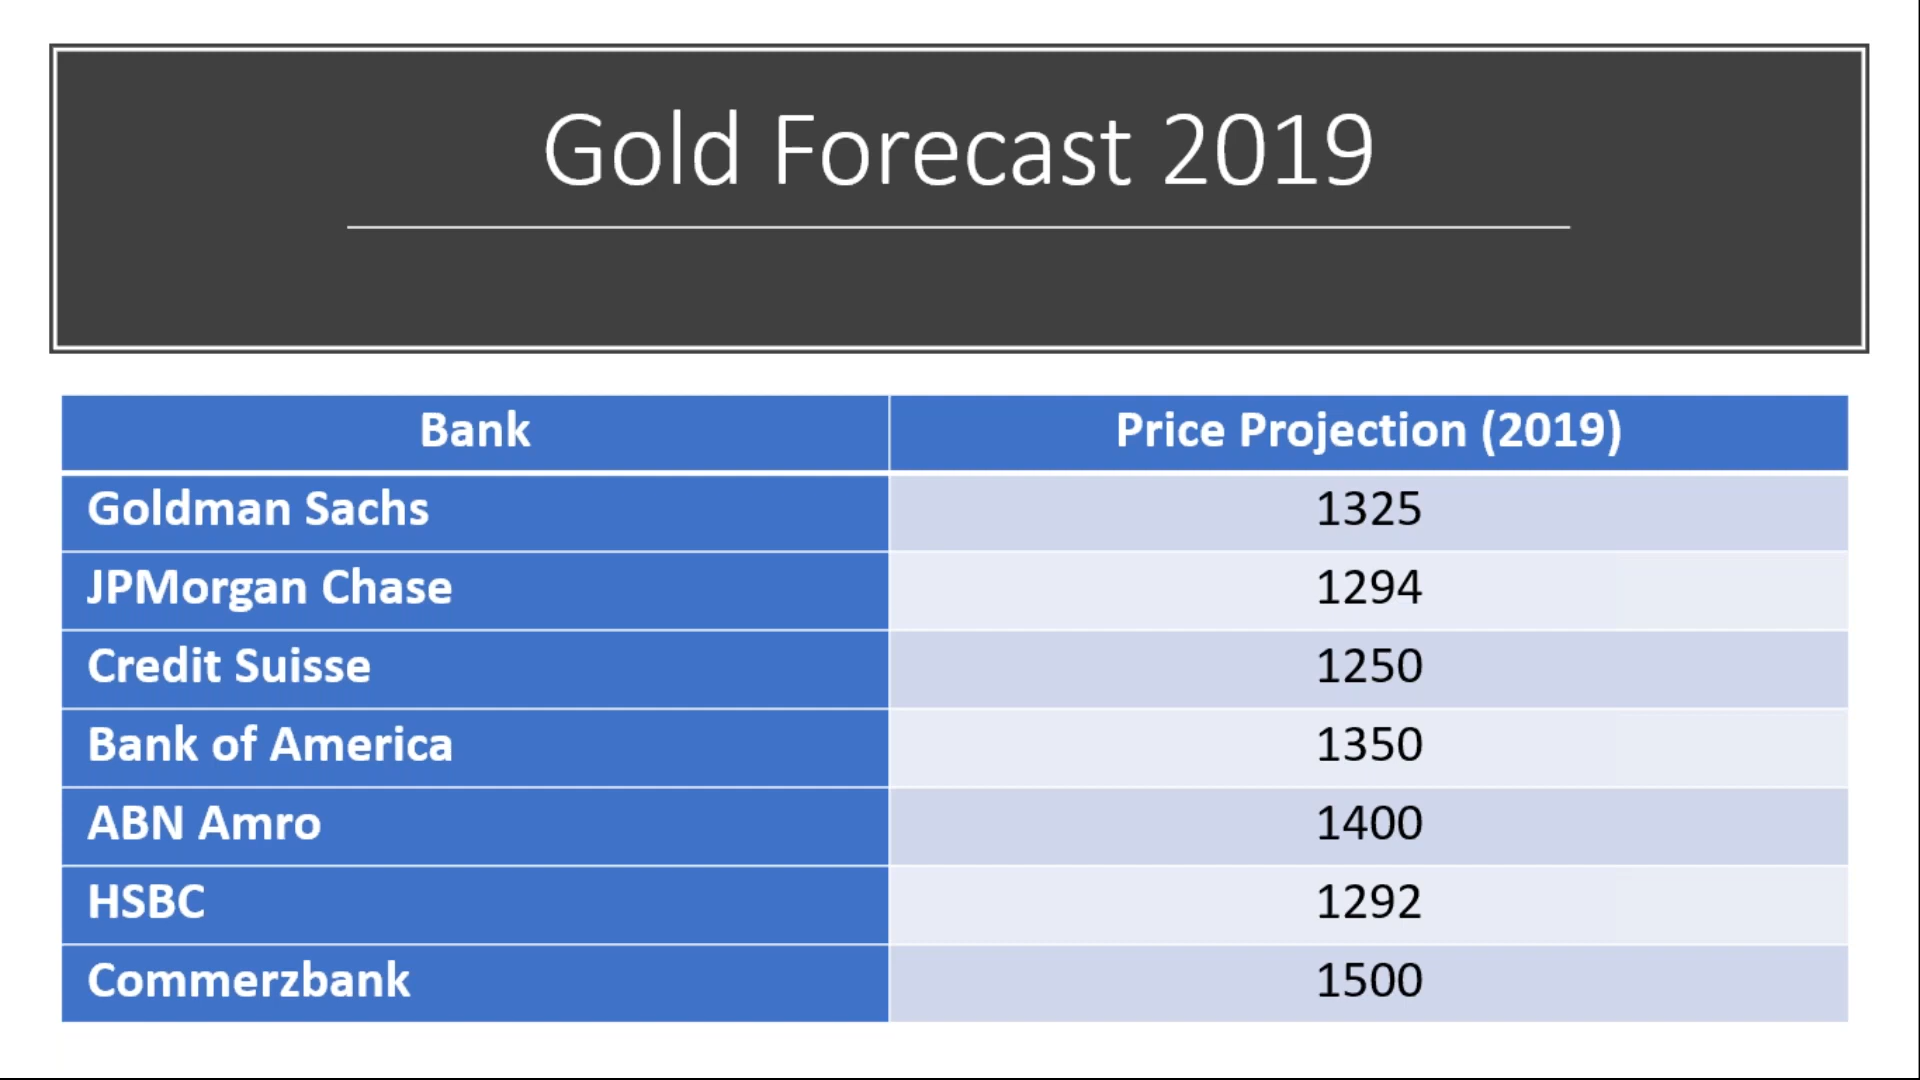 Gold Forecast 2019
Bank Price Projection (2019)
Goldman Sachs 1325
JPMorgan Chase 1294
Credit Suisse 1250
Bank of America 1350
ABN Amro 1400
HSBC 1292
Commerzbank 1500